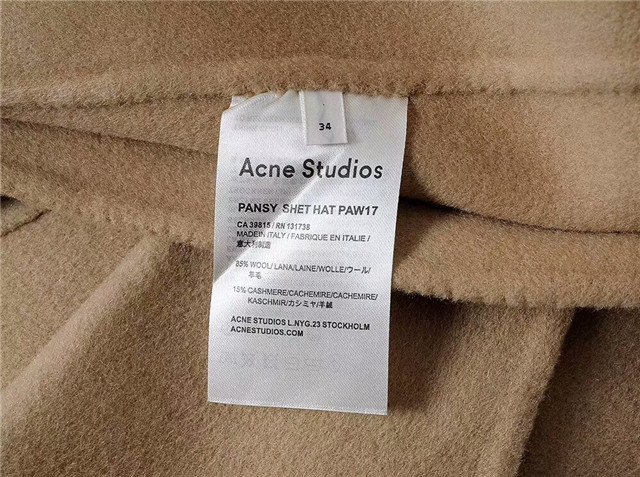 34
Acne Studios
PANSY SHET HAT PAW17
CA 39815 / RN 131738
MADE IN ITALY / FABRIQUE EN ITALIE /
意大利制造
85% WOOL/LANA/LAINE/WOLLE/ウール/
羊毛
15% CASHMERE/CACHEMIRE/CACHEMIRE/
KASCHMIR/カシミヤ/羊絨
ACNE STUDIOS L.NYG.23 STOCKHOLM
ACNESTUDIOS.COM